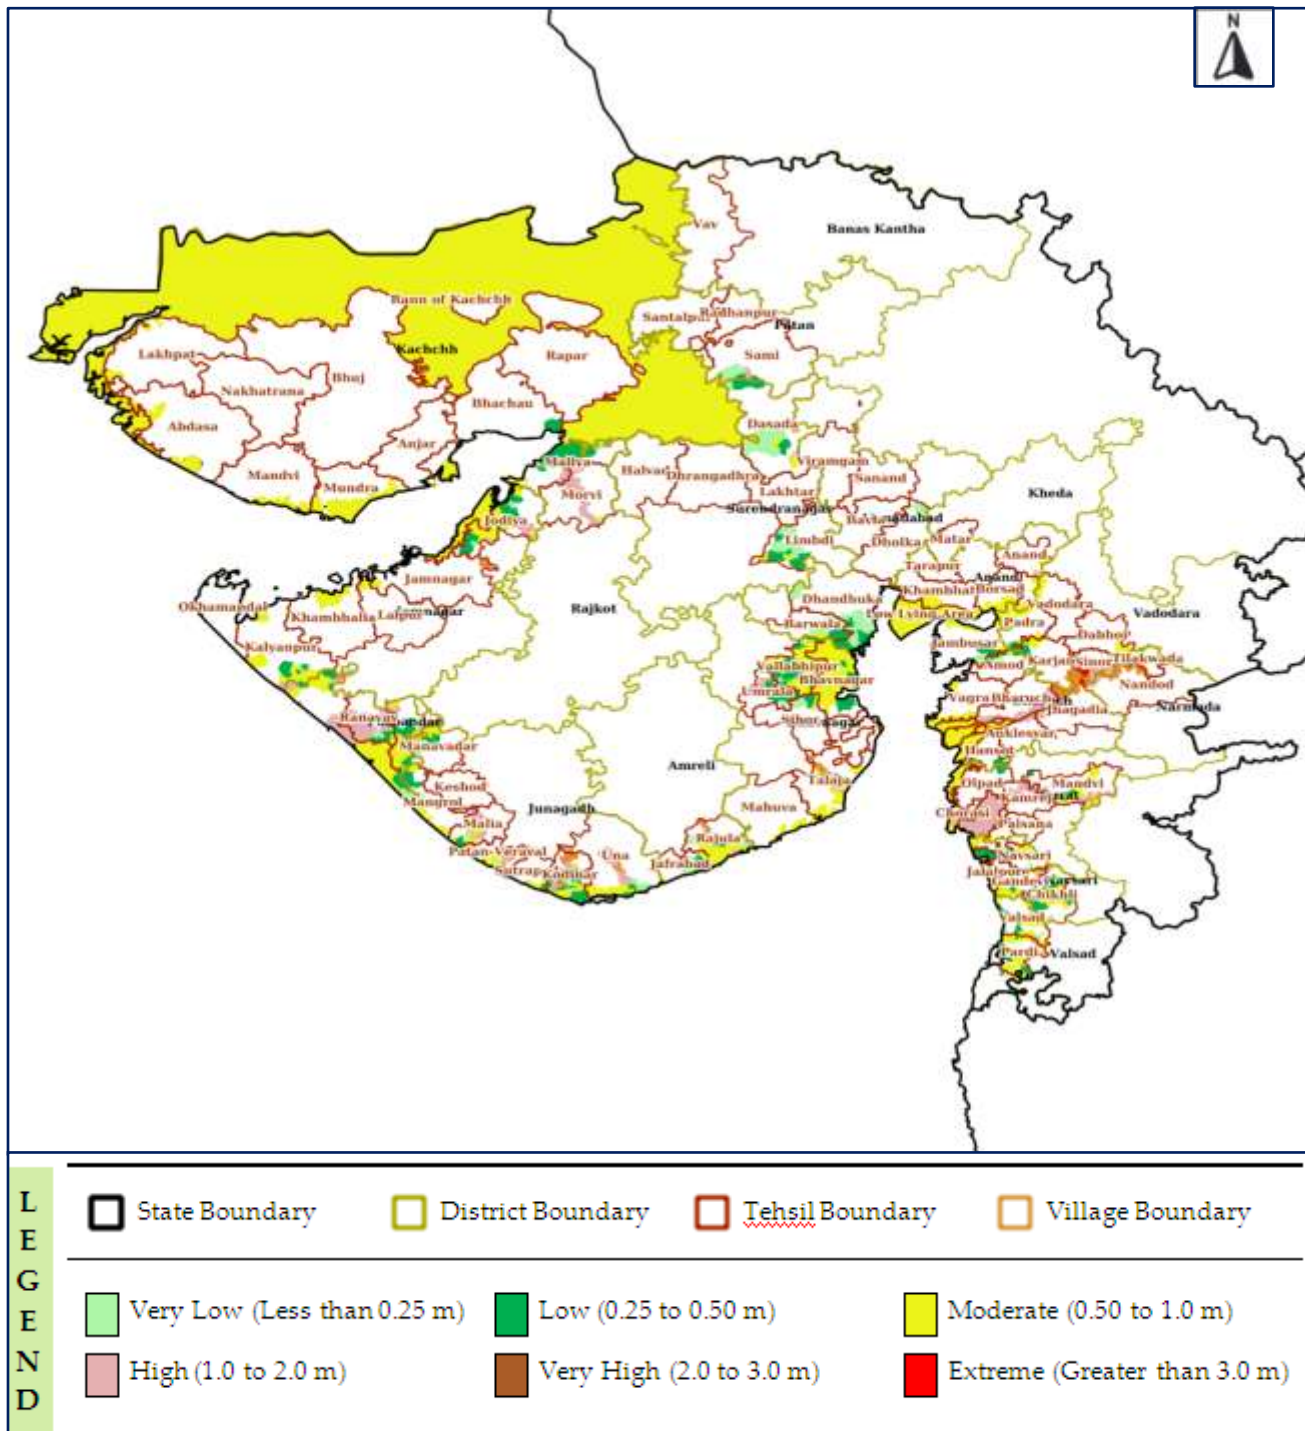 N
Vav
Banas Kantha
Rann of Kachchh
Santalpur
Radhanpur
Patan
Kachchh
Lakhpat
Rapar
Sami
Bhuj
Nakhatrana
Bhachau
Abdasa
Dasada
Anjar
Mandvi
Mundra
Maliya
Halvad
Dhrangadhra
Viramgam
Sanand
Lakhtar
Kheda
Morvi
Surendranagar
Jodiya
Bavla
Limbdi
Dholka
Matar
Anand
Tarapur
Jamnagar
Anand
Khambhat
Borsad
Okhamandal
Khambhalia
Lalpur
Rajkot
Dhandhuka
Low Lying Area
Vadodara
Vadodara
Barwala
Padra
Dabhoi
Jambusar
Kalyanpur
Vallabhipur
Amod
Karjan
Sinor
Tilakwada
Bhavnagar
Nandod
Umrala
Vagra
Bharuch
Jhagadia
Narmada
Ranavav
Sihor
Anklesvar
Manavadar
Hansot
Amreli
Talaja
Olpad
Mandvi
Keshod
Kamrej
Mangrol
Junagadh
Mahuva
Chorasi
Palsana
Malia
Rajula
Patan-Veraval
Una
Jafrabad
Navsari
Kodinar
Jalalpore
Gandevi
Chikhli
Valsad
Pardi
Valsad
LEGEND
State Boundary
District Boundary
Tehsil Boundary
Village Boundary
Very Low (Less than 0.25 m)
Low (0.25 to 0.50 m)
Moderate (0.50 to 1.0 m)
High (1.0 to 2.0 m)
Very High (2.0 to 3.0 m)
Extreme (Greater than 3.0 m)